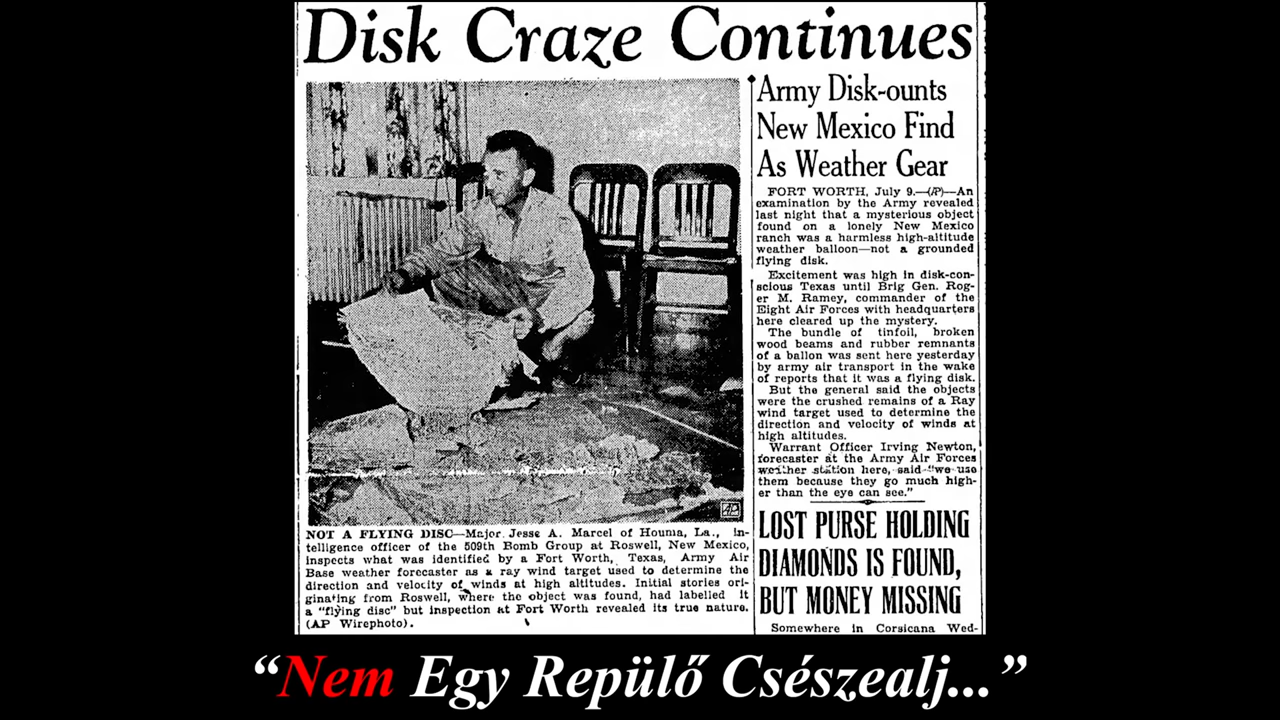 Disk Craze Continues
Army Disk-ounts
New Mexico Find
As Weather Gear
FORT WORTH, July 9.—(AP)—An
examination by the Army revealed
last night that a mysterious object
found on a lonely New Mexico
ranch was a harmless high-altitude
weather balloon—not a grounded
flying disk.
Excitement was high in disk-con-
scious Texas until Brig Gen. Rog-
er M. Ramey, commander of the
Eight Air Forces with headquarters
here cleared up the mystery.
The bundle of tinfoil, broken
wood beams and rubber remnants
of a ballon was sent here yesterday
by army air transport in the wake
of reports that it was a flying disk.
But the general said the objects
were the crushed remains of a Ray
wind target used to determine the
direction and velocity of winds at
high altitudes.
Warrant Officer Irving Newton,
forecaster at the Army Air Forces
weather station here, said "we use
them because they go much high-
er than the eye can see."
AP
NOT A FLYING DISC—Major Jesse A. Marcel of Houma, La., in-
telligence officer of the 509th Bomb Group at Roswell, New Mexico,
inspects what was identified by a Fort Worth, Texas, Army Air
Base weather forecaster as a ray wind target used to determine the
direction and velocity of winds at high altitudes. Initial stories ori-
ginating from Roswell, where the object was found, had labelled it
a "flying disc" but inspection at Fort Worth revealed its true nature.
(AP Wirephoto).
LOST PURSE HOLDING
DIAMONDS IS FOUND,
BUT MONEY MISSING
Somewhere in Corsicana Wed-
“Nem Egy Repülő Csészealj...”